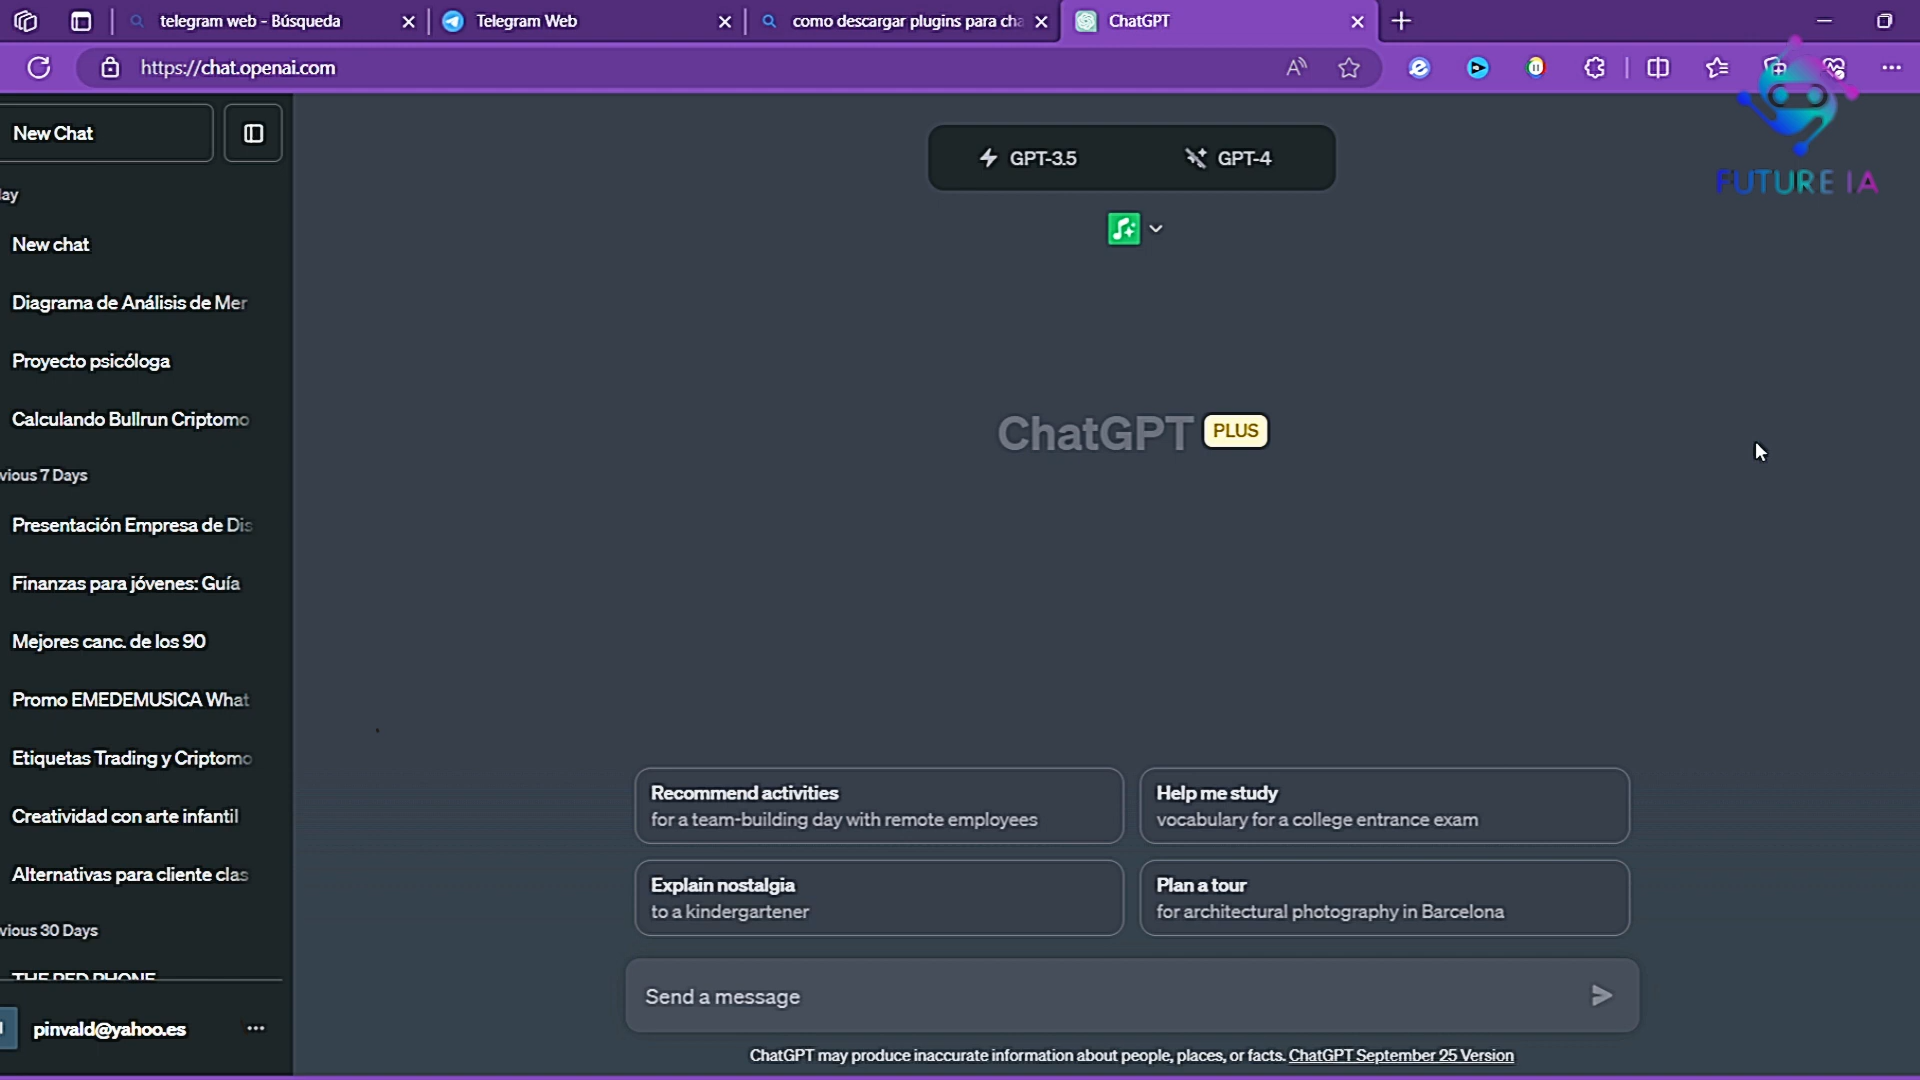 telegram web - Búsqueda
Telegram Web
como descargar plugins para cha
ChatGPT
https://chat.openai.com
FUTURE IA
New Chat
ay
New chat
Diagrama de Análisis de Mer
Proyecto psicóloga
Calculando Bullrun Criptomo
vious 7 Days
Presentación Empresa de Dis
Finanzas para jóvenes: Guía
Mejores canc. de los 90
Promo EMEDEMUSICA What
Etiquetas Trading y Criptomo
Creatividad con arte infantil
Alternativas para cliente clas
vious 30 Days
THE RED PHONE
pinvald@yahoo.es
GPT-3.5
GPT-4
ChatGPT PLUS
Recommend activities
for a team-building day with remote employees
Help me study
vocabulary for a college entrance exam
Explain nostalgia
to a kindergartener
Plan a tour
for architectural photography in Barcelona
Send a message
ChatGPT may produce inaccurate information about people, places, or facts. ChatGPT September 25 Version